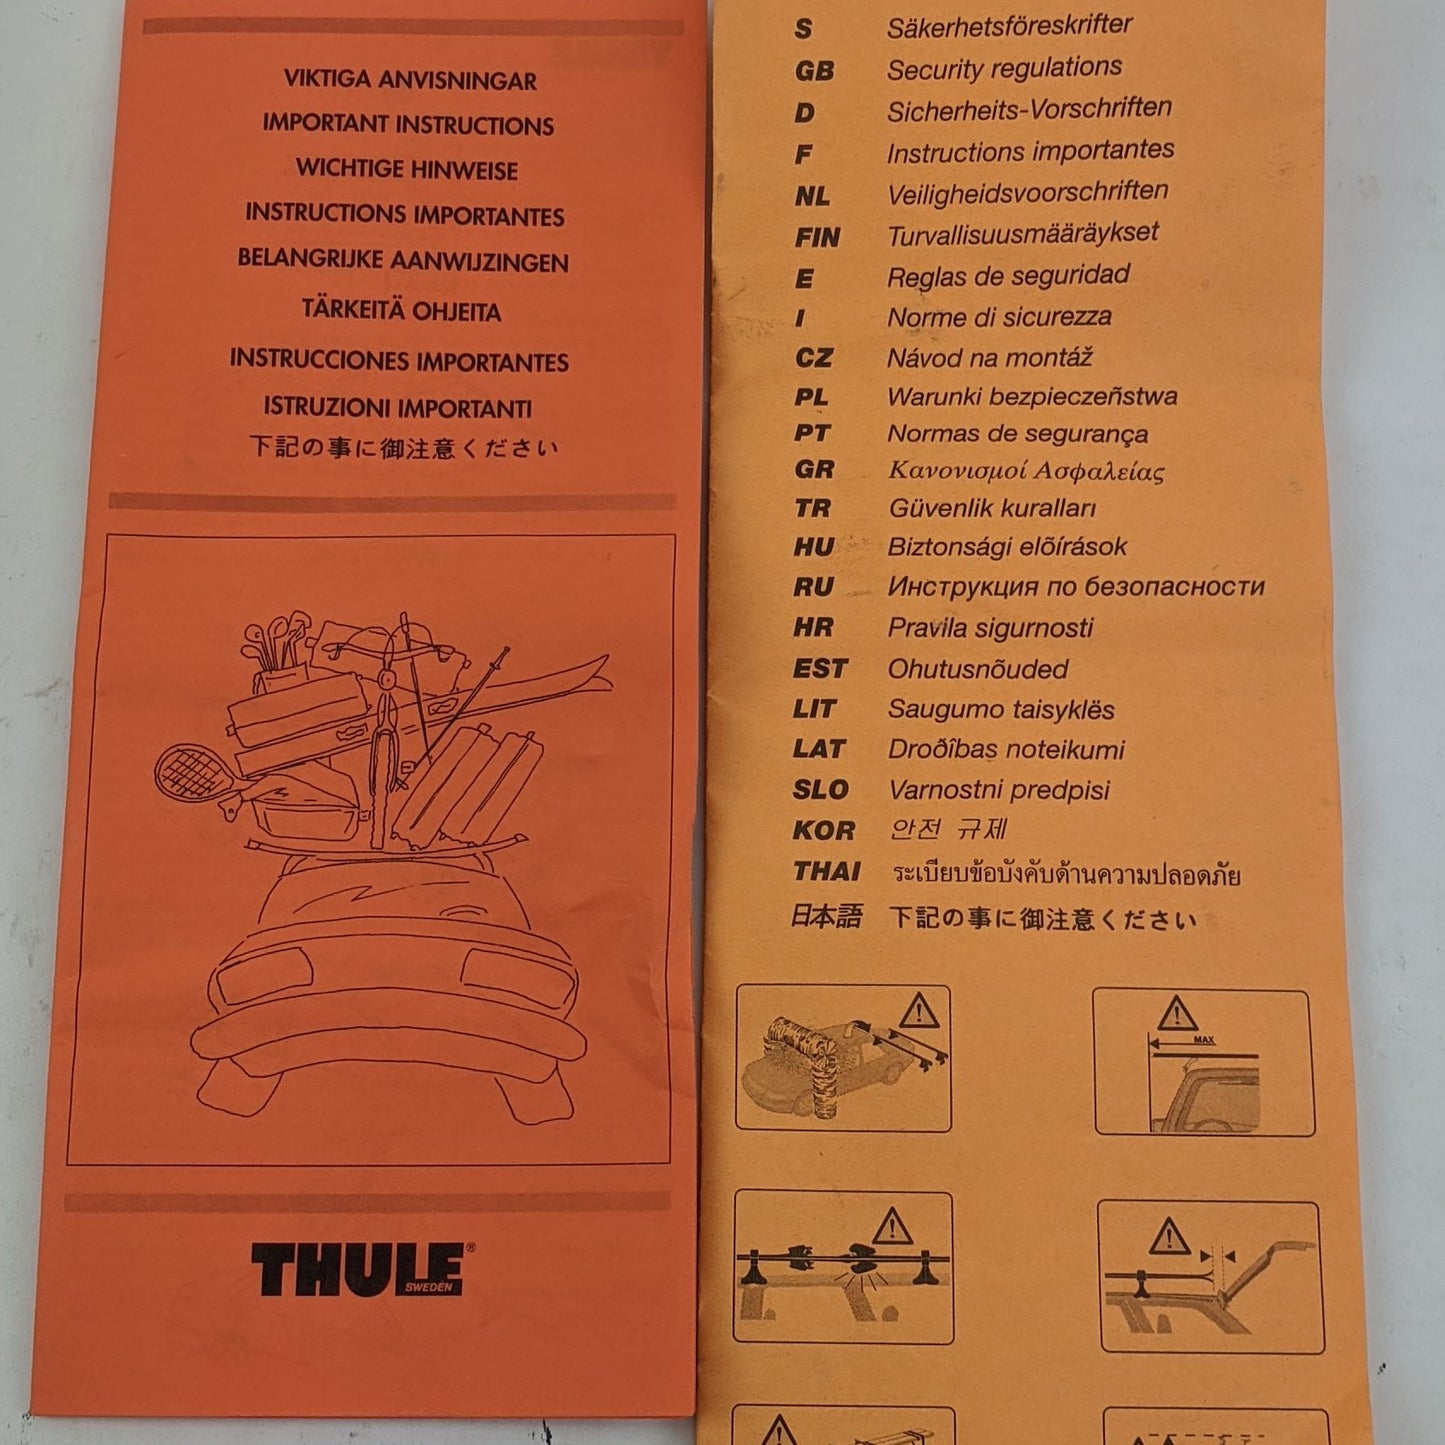 VIKTIGA ANVISNINGAR
IMPORTANT INSTRUCTIONS
WICHTIGE HINWEISE
INSTRUCTIONS IMPORTANTES
BELANGRIJKE AANWIJZINGEN
TÄRKEITÄ OHJEITA
INSTRUCCIONES IMPORTANTES
ISTRUZIONI IMPORTANTI
下記の事に御注意ください
THULE®
SWEDEN
S Säkerhetsföreskrifter
GB Security regulations
D Sicherheits-Vorschriften
F Instructions importantes
NL Veiligheidsvoorschriften
FIN Turvallisuusmääräykset
E Reglas de seguridad
I Norme di sicurezza
CZ Návod na montáž
PL Warunki bezpieczeñstwa
PT Normas de segurança
GR Κανονισμοί Ασφαλείας
TR Güvenlik kuralları
HU Biztonsági elõírások
RU Инструкция по безопасности
HR Pravila sigurnosti
EST Ohutusnõuded
LIT Saugumo taisyklës
LAT Droðîbas noteikumi
SLO Varnostni predpisi
KOR 안전 규제
THAI ระเบียบข้อบังคับด้านความปลอดภัย
日本語 下記の事に御注意ください
MAX